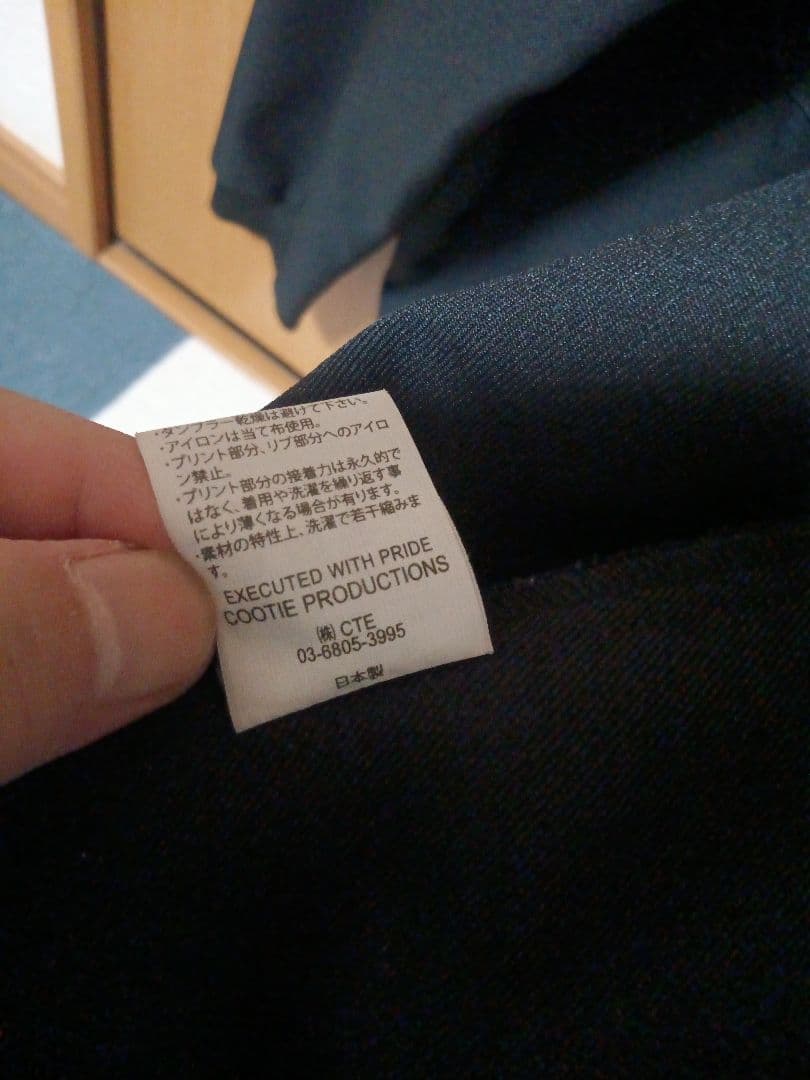 ・タンブラー乾燥は避けて下さい。
・アイロンは当て布使用。
・プリント部分、リブ部分へのアイロ
ン禁止。
・プリント部分の接着力は永久的で
はなく、着用や洗濯を繰り返す事
により薄くなる場合が有ります。
・素材の特性上、洗濯で若干縮みま
す。
EXECUTED WITH PRIDE
COOTIE PRODUCTIONS
㈱ CTE
03-6805-3995
日本製